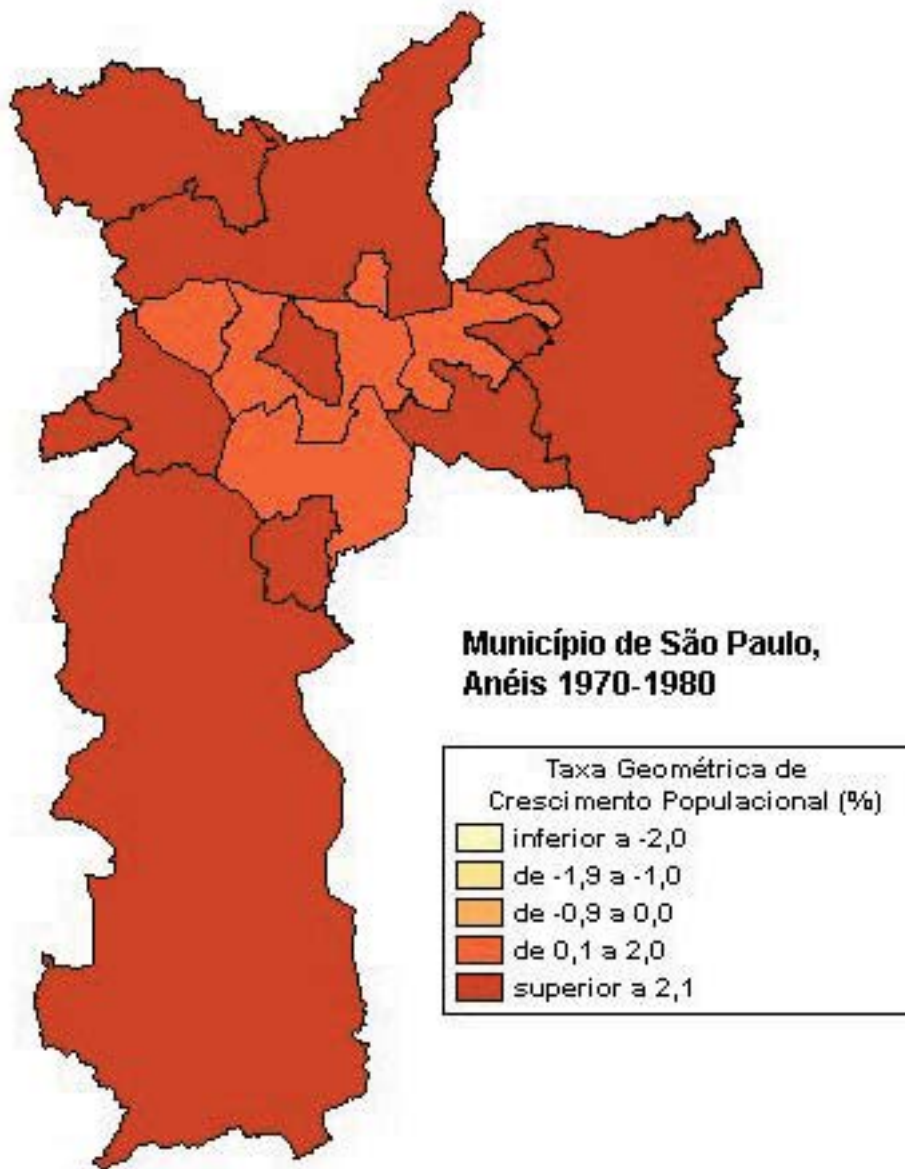 Município de São Paulo,
Anéis 1970-1980
Taxa Geométrica de
Crescimento Populacional (%)
inferior a -2,0
de -1,9 a -1,0
de -0,9 a 0,0
de 0,1 a 2,0
superior a 2,1